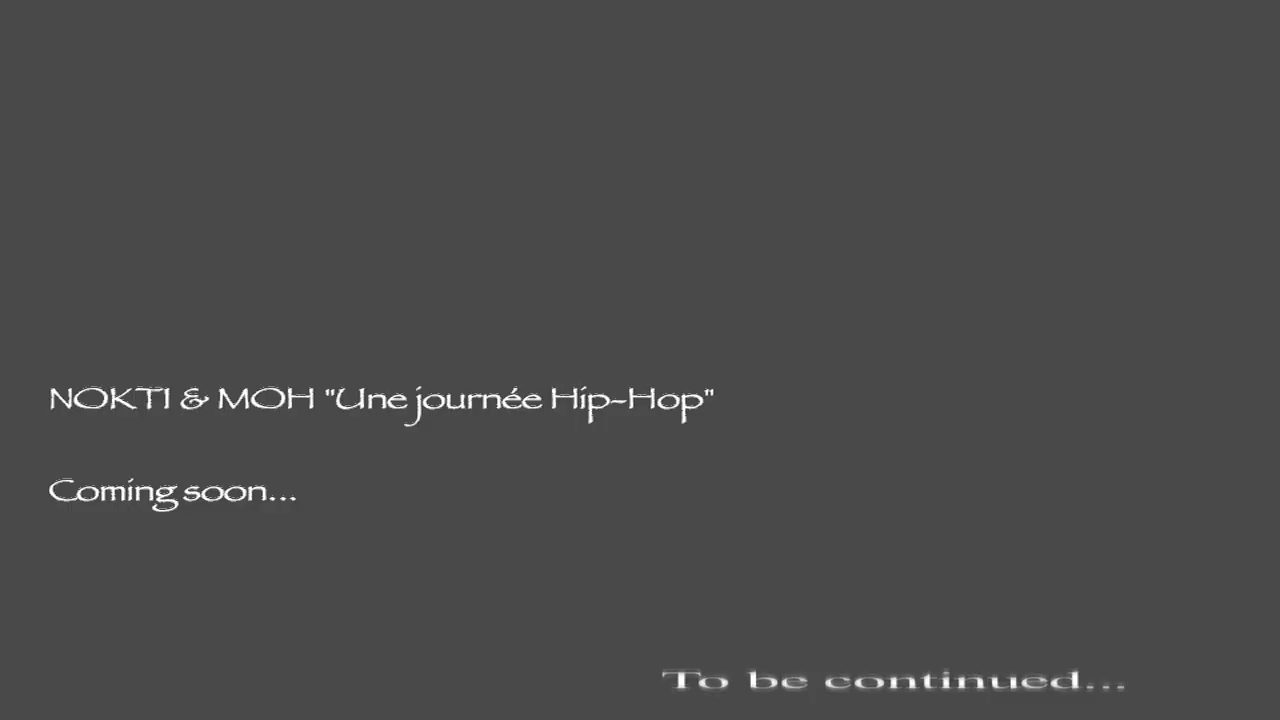 NOKTI & MOH "Une journée Hip-Hop"
Coming soon...
To be continued...